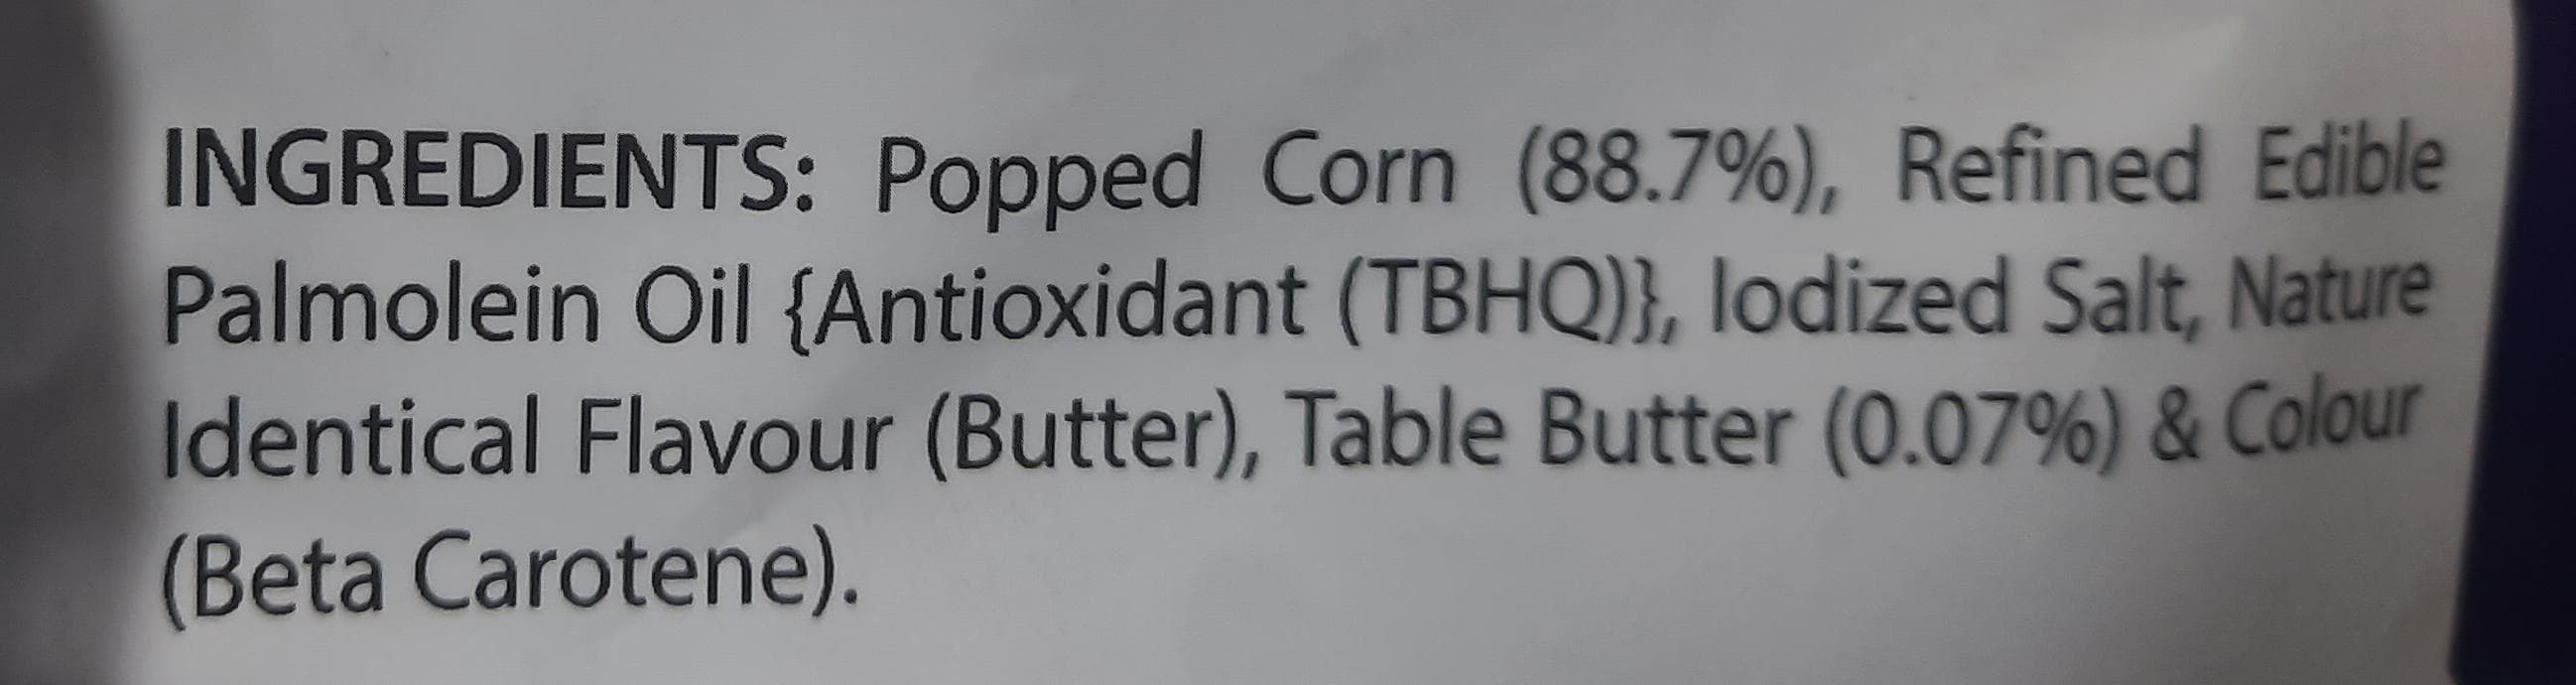 INGREDIENTS: Popped Corn (88.7%), Refined Edible
Palmolein Oil {Antioxidant (TBHQ)}, Iodized Salt, Nature
Identical Flavour (Butter), Table Butter (0.07%) & Colour
(Beta Carotene).